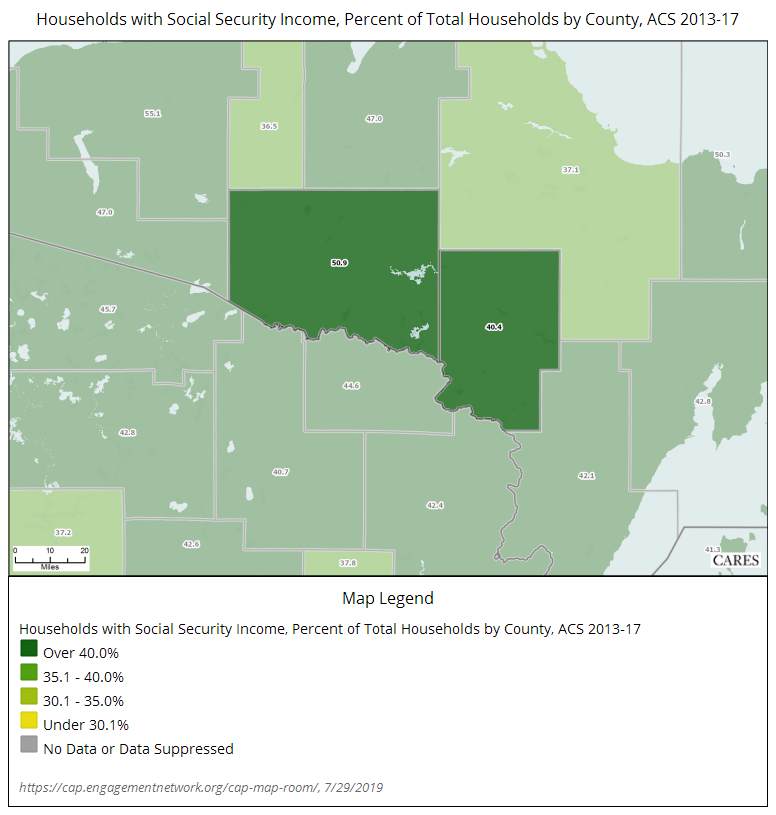 Households with Social Security Income, Percent of Total Households by County, ACS 2013-17
55.1
36.5
47.0
37.1
50.3
47.0
50.9
45.7
40.4
44.6
42.8
42.8
40.7
42.1
42.4
37.2
42.6
37.8
41.3
0 10 20
Miles
CARES
Map Legend
Households with Social Security Income, Percent of Total Households by County, ACS 2013-17
Over 40.0%
35.1 - 40.0%
30.1 - 35.0%
Under 30.1%
No Data or Data Suppressed
https://cap.engagementnetwork.org/cap-map-room/, 7/29/2019